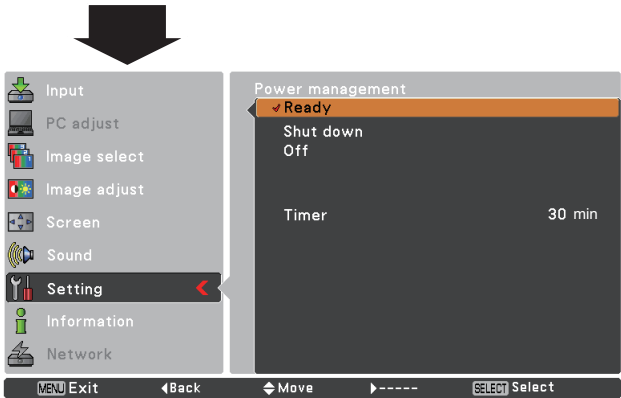 Input
PC adjust
Image select
Image adjust
Screen
Sound
Setting
Information
Network
Power management
Ready
Shut down
Off
Timer 30 min
MENU Exit Back Move ----- SELECT Select